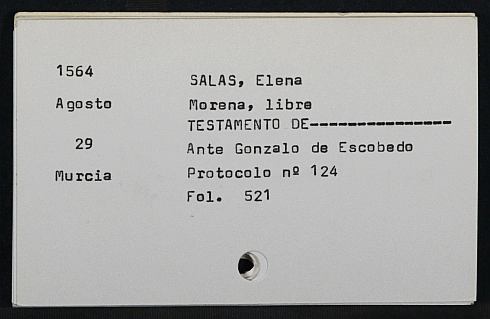 1564
SALAS, Elena
Agosto
Morena, libre
TESTAMENTO DE---------------
29
Ante Gonzalo de Escobedo
Murcia
Protocolo nº 124
Fol. 521